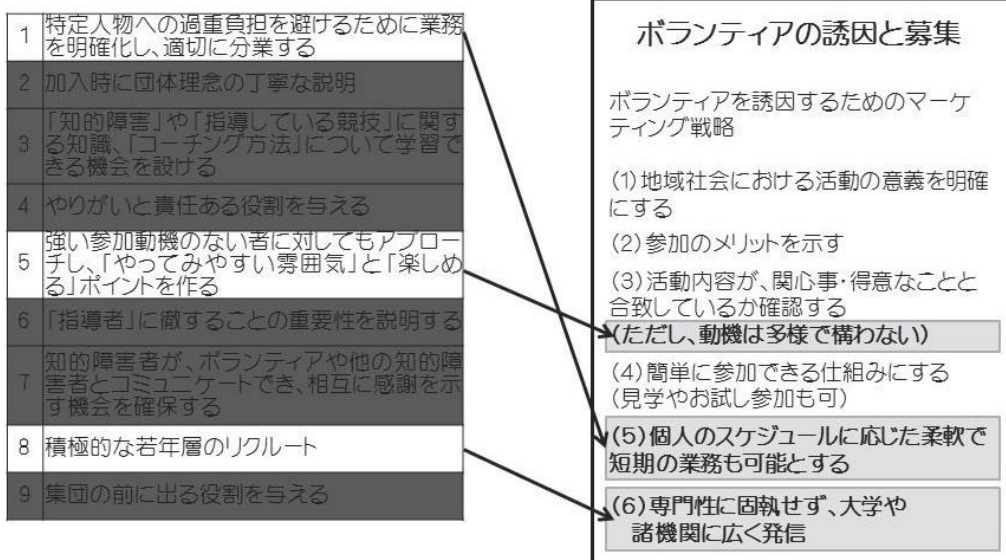 1 特定人物への過重負担を避けるために業務
を明確化し、適切に分業する
2 加入時に団体理念の丁寧な説明
3 「知的障害」や「指導している競技」に関す
る知識、「コーチング方法」について学習で
きる機会を設ける
4 やりがいと責任ある役割を与える
5 強い参加動機のない者に対してもアプロー
チし、「やってみやすい雰囲気」と「楽しめ
る」ポイントを作る
6 「指導者」に徹することの重要性を説明する
7 知的障害者が、ボランティアや他の知的障
害者とコミュニケートでき、相互に感謝を示
す機会を確保する
8 積極的な若年層のリクルート
9 集団の前に出る役割を与える
ボランティアの誘因と募集
ボランティアを誘因するためのマーケ
ティング戦略
(1)地域社会における活動の意義を明確
にする
(2)参加のメリットを示す
(3)活動内容が、関心事・得意なことと
合致しているか確認する
(ただし、動機は多様で構わない)
(4)簡単に参加できる仕組みにする
(見学やお試し参加も可)
(5)個人のスケジュールに応じた柔軟で
短期の業務も可能とする
(6)専門性に固執せず、大学や
諸機関に広く発信